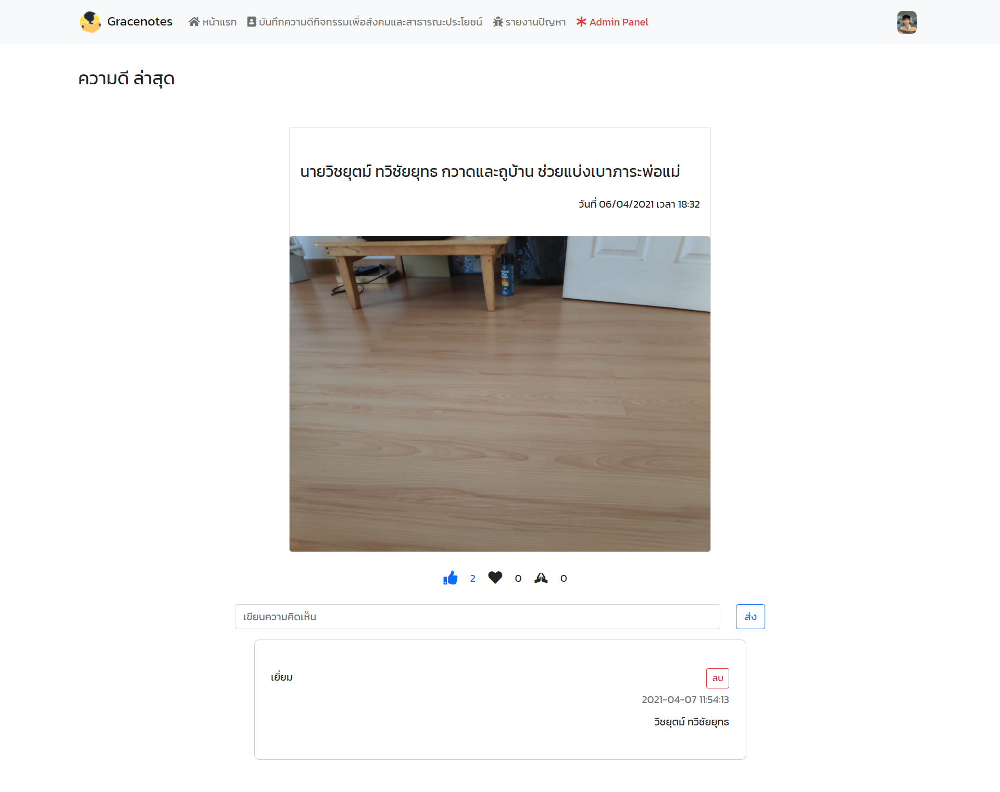 Gracenotes หน้าแรก บันทึกความดีกิจกรรมเพื่อสังคมและสาธารณะประโยชน์ รายงานปัญหา Admin Panel
ความดี ล่าสุด
นายวิชยุตม์ ทวิชัยยุทธ กวาดและถูบ้าน ช่วยแบ่งเบาภาระพ่อแม่
วันที่ 06/04/2021 เวลา 18:32
2 0 0
เขียนความคิดเห็น ส่ง
เยี่ยม ลบ
2021-04-07 11:54:13
วิชยุตม์ ทวิชัยยุทธ